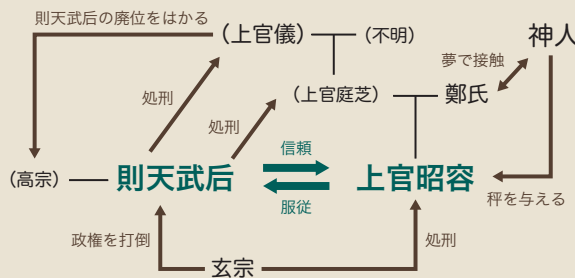 則天武后の廃位をはかる
(上官儀)
(不明)
神人
夢で接触
処刑
(上官庭芝)
鄭氏
処刑
信頼
(高宗)
則天武后
上官昭容
服従
秤を与える
政権を打倒
処刑
玄宗